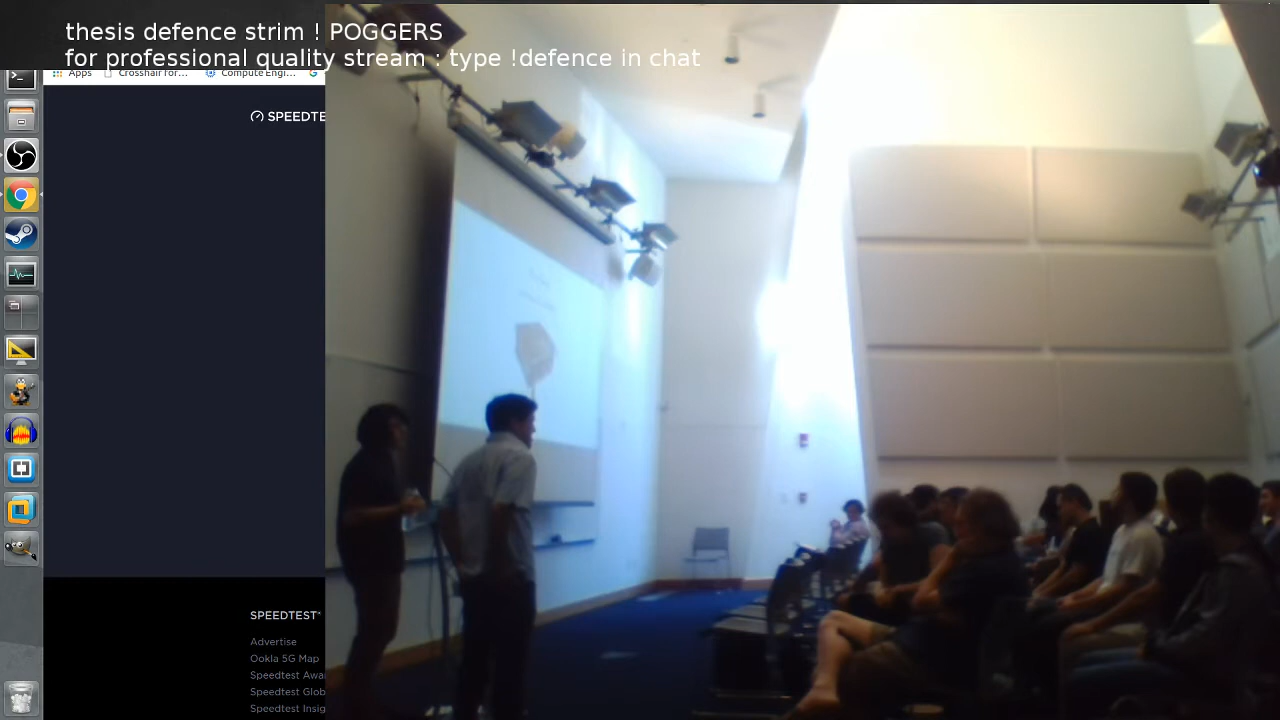 thesis defence strim ! POGGERS
for professional quality stream : type !defence in chat
Apps Crosshair for... Compute Engi...
SPEEDTE
SPEEDTEST
Advertise
Ookla 5G Map
Speedtest Awa
Speedtest Glob
Speedtest Insig